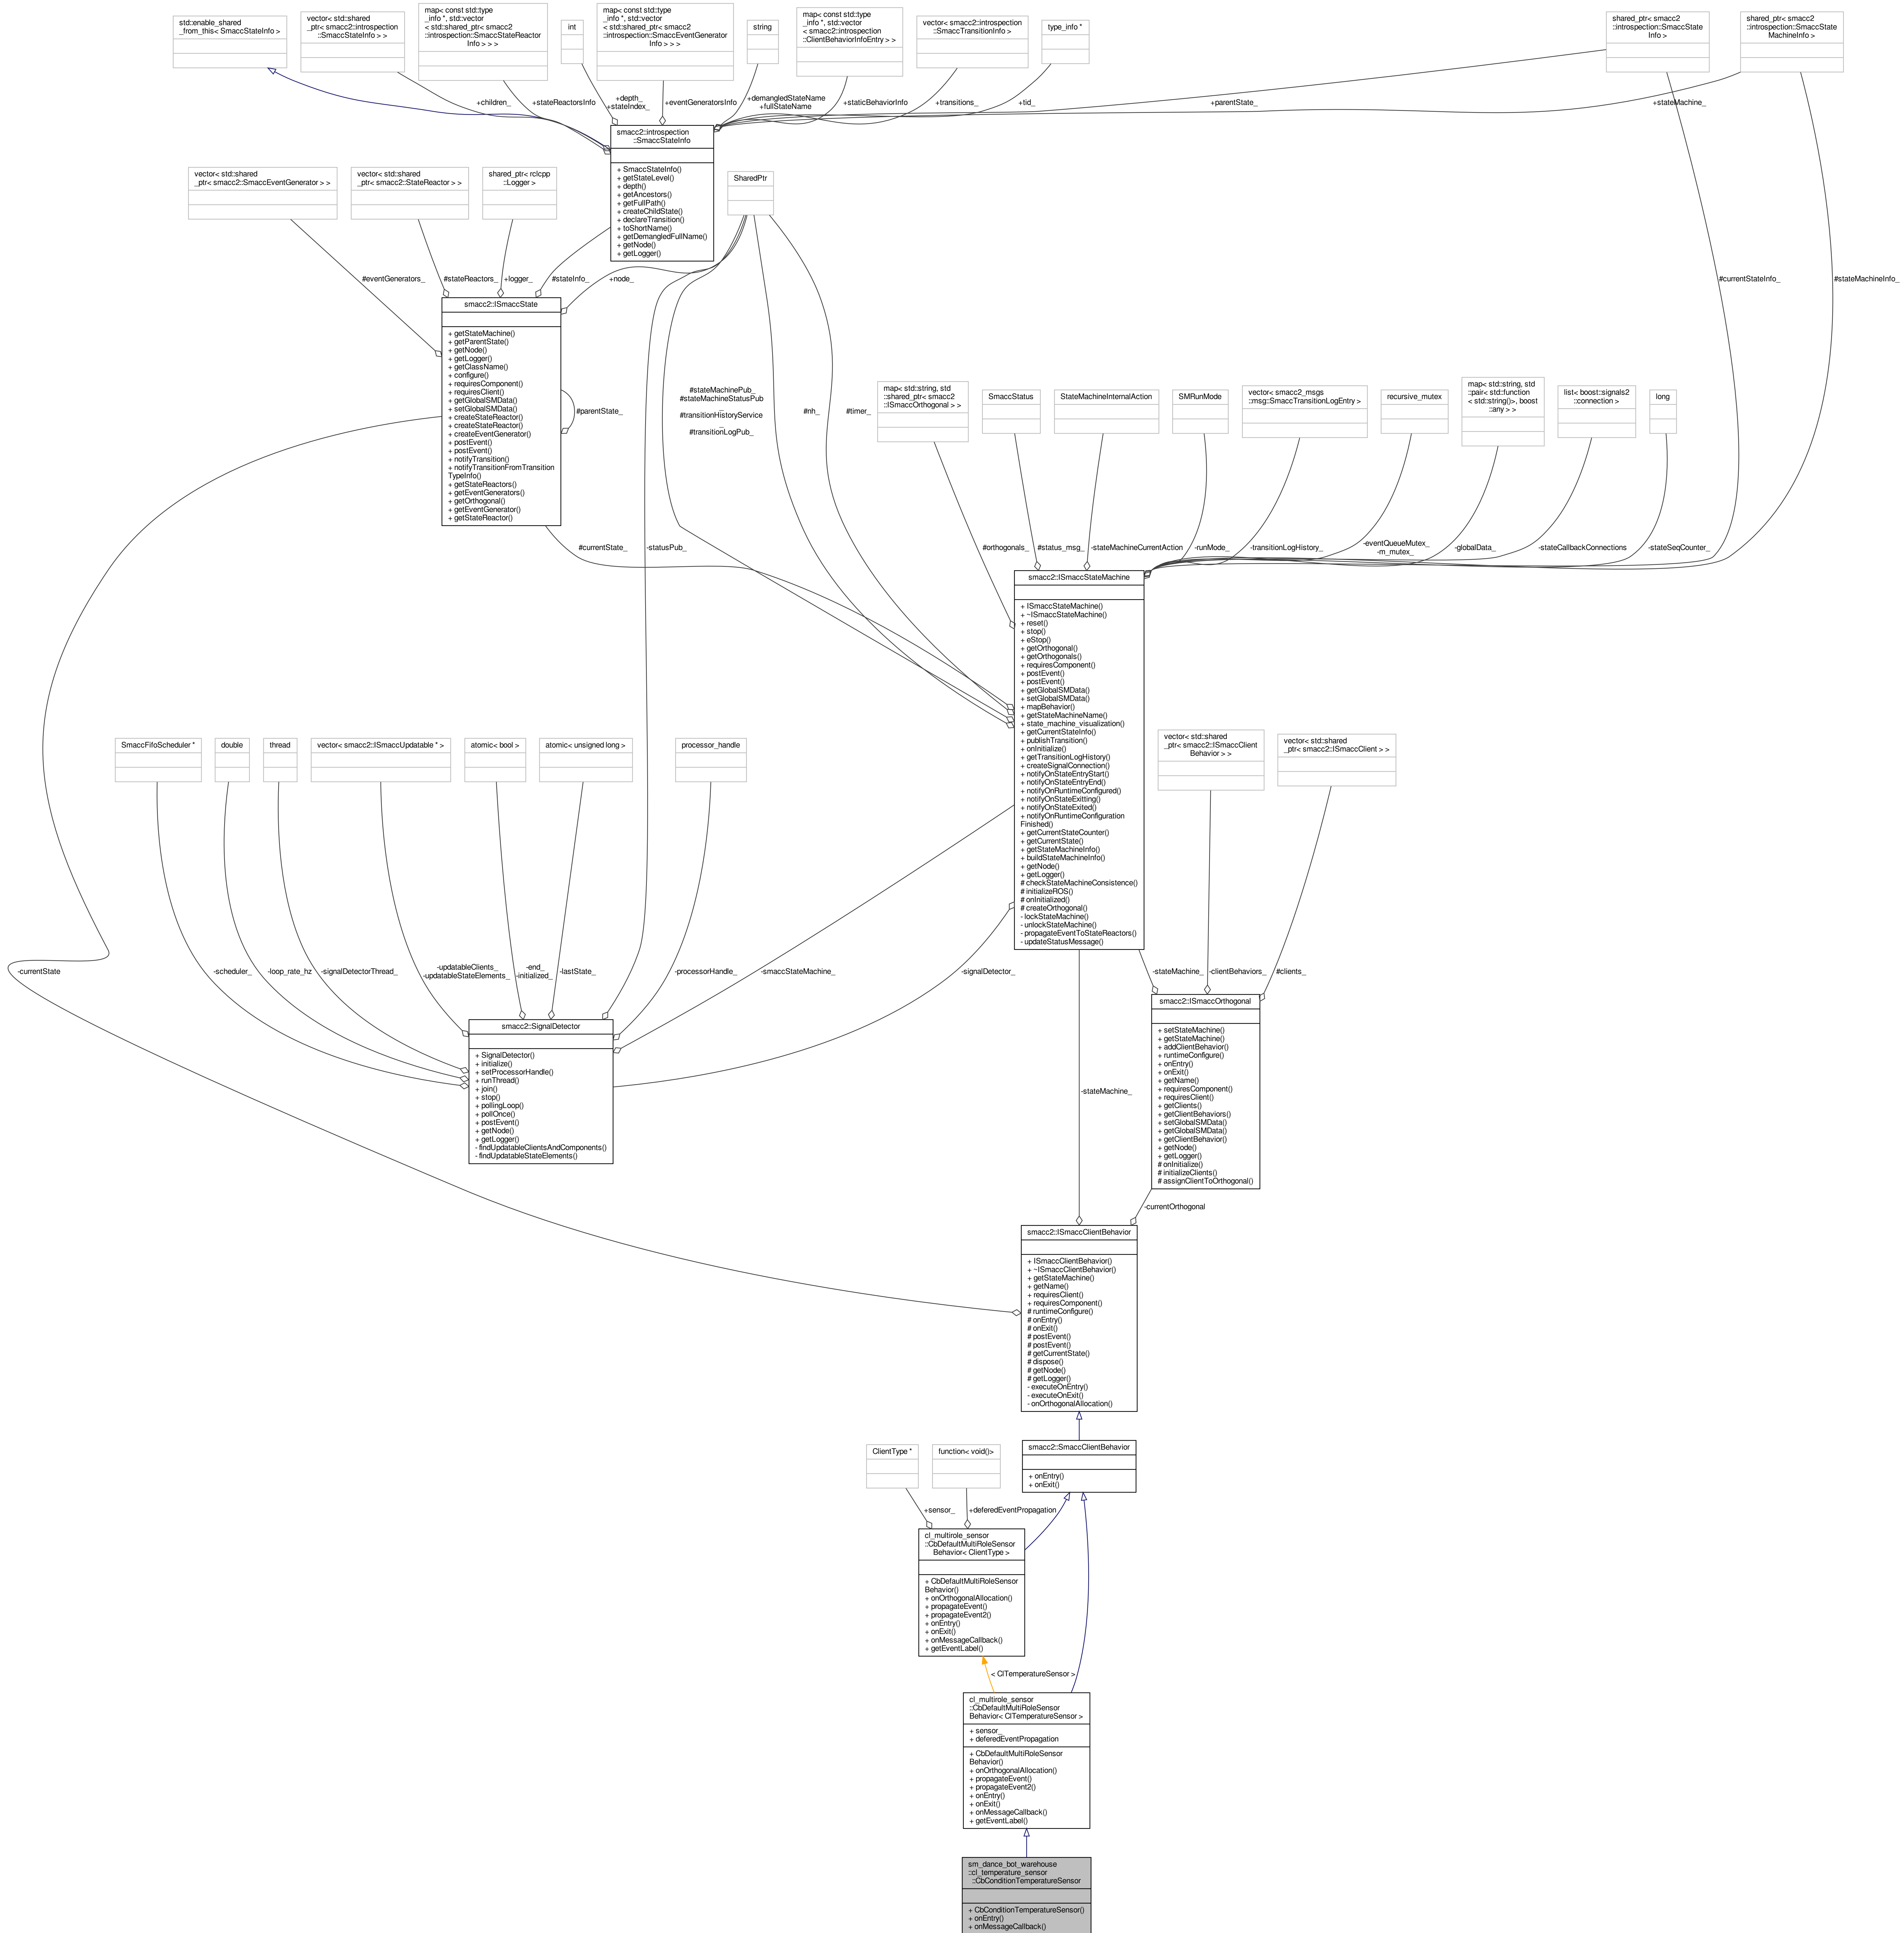 std::enable_shared
_from_this< SmaccStateInfo >
vector< std::shared
_ptr< smacc2::introspection
::SmaccStateInfo > >
map< const std::type
_info *, std::vector
< std::shared_ptr< smacc2
::introspection::SmaccStateReactor
Info > > >
int
map< const std::type
_info *, std::vector
< std::shared_ptr< smacc2
::introspection::SmaccEventGenerator
Info > > >
string
map< const std::type
_info *, std::vector
< smacc2::introspection
::ClientBehaviorInfoEntry > >
vector< smacc2::introspection
::SmaccTransitionInfo >
type_info *
shared_ptr< smacc2
::introspection::SmaccState
Info >
shared_ptr< smacc2
::introspection::SmaccState
MachineInfo >
+children_
+stateReactorsInfo
+depth_
+stateIndex_
+eventGeneratorsInfo
+demangledStateName
+fullStateName
+staticBehaviorInfo
+transitions_
+tid_
+parentState_
+stateMachine_
smacc2::introspection
::SmaccStateInfo
+ SmaccStateInfo()
+ getStateLevel()
+ depth()
+ getAncestors()
+ getFullPath()
+ createChildState()
+ declareTransition()
+ toShortName()
+ getDemangledFullName()
+ getNode()
+ getLogger()
vector< std::shared
_ptr< smacc2::SmaccEventGenerator > >
vector< std::shared
_ptr< smacc2::StateReactor > >
shared_ptr< rclcpp
::Logger >
SharedPtr
#eventGenerators_
#stateReactors_
+logger_
#stateInfo_
+node_
#currentStateInfo_
#stateMachineInfo_
smacc2::ISmaccState
+ getStateMachine()
+ getParentState()
+ getNode()
+ getLogger()
+ getClassName()
+ configure()
+ requiresComponent()
+ requiresClient()
+ getGlobalSMData()
+ setGlobalSMData()
+ createStateReactor()
+ createStateReactor()
+ createEventGenerator()
+ postEvent()
+ postEvent()
+ notifyTransition()
+ notifyTransitionFromTransition
TypeInfo()
+ getStateReactors()
+ getEventGenerators()
+ getOrthogonal()
+ getEventGenerator()
+ getStateReactor()
#parentState_
#stateMachinePub_
#stateMachineStatusPub
_
#transitionHistoryService
_
#transitionLogPub_
#nh_
#timer_
map< std::string, std
::shared_ptr< smacc2
::ISmaccOrthogonal > >
SmaccStatus
StateMachineInternalAction
SMRunMode
vector< smacc2_msgs
::msg::SmaccTransitionLogEntry >
recursive_mutex
map< std::string, std
::pair< std::function
< std::string()>, boost
::any > >
list< boost::signals2
::connection >
long
#currentState_
-statusPub_
#orthogonals_
#status_msg_
-stateMachineCurrentAction
-runMode_
-transitionLogHistory_
-eventQueueMutex_
-m_mutex_
-globalData_
-stateCallbackConnections
-stateSeqCounter_
smacc2::ISmaccStateMachine
+ ISmaccStateMachine()
+ ~ISmaccStateMachine()
+ reset()
+ stop()
+ eStop()
+ getOrthogonal()
+ getOrthogonals()
+ requiresComponent()
+ postEvent()
+ postEvent()
+ getGlobalSMData()
+ setGlobalSMData()
+ mapBehavior()
+ getStateMachineName()
+ state_machine_visualization()
+ getCurrentStateInfo()
+ publishTransition()
+ onInitialize()
+ getTransitionLogHistory()
+ createSignalConnection()
+ notifyOnStateEntryStart()
+ notifyOnStateEntryEnd()
+ notifyOnRuntimeConfigured()
+ notifyOnStateExitting()
+ notifyOnStateExited()
+ notifyOnRuntimeConfiguration
Finished()
+ getCurrentStateCounter()
+ getCurrentState()
+ getStateMachineInfo()
+ buildStateMachineInfo()
+ getNode()
+ getLogger()
# checkStateMachineConsistence()
# initializeROS()
# onInitialized()
# createOrthogonal()
- lockStateMachine()
- unlockStateMachine()
- propagateEventToStateReactors()
- updateStatusMessage()
SmaccFifoScheduler *
double
thread
vector< smacc2::ISmaccUpdatable * >
atomic< bool >
atomic< unsigned long >
processor_handle
vector< std::shared
_ptr< smacc2::ISmaccClient
Behavior > >
vector< std::shared
_ptr< smacc2::ISmaccClient > >
-currentState
-scheduler_
-loop_rate_hz
-signalDetectorThread_
-updatableClients_
-updatableStateElements_
-end_
-initialized_
-lastState_
-processorHandle_
-smaccStateMachine_
-signalDetector_
-stateMachine_
-clientBehaviors_
#clients_
smacc2::SignalDetector
+ SignalDetector()
+ initialize()
+ setProcessorHandle()
+ runThread()
+ join()
+ stop()
+ pollingLoop()
+ pollOnce()
+ postEvent()
+ getNode()
+ getLogger()
- findUpdatableClientsAndComponents()
- findUpdatableStateElements()
smacc2::ISmaccOrthogonal
+ setStateMachine()
+ getStateMachine()
+ addClientBehavior()
+ runtimeConfigure()
+ onEntry()
+ onExit()
+ getName()
+ requiresComponent()
+ requiresClient()
+ getClients()
+ getClientBehaviors()
+ setGlobalSMData()
+ getGlobalSMData()
+ getClientBehavior()
+ getNode()
+ getLogger()
# onInitialize()
# initializeClients()
# assignClientToOrthogonal()
-stateMachine_
-currentOrthogonal
smacc2::ISmaccClientBehavior
+ ISmaccClientBehavior()
+ ~ISmaccClientBehavior()
+ getStateMachine()
+ getName()
+ requiresClient()
+ requiresComponent()
# runtimeConfigure()
# onEntry()
# onExit()
# postEvent()
# postEvent()
# getCurrentState()
# dispose()
# getNode()
# getLogger()
- executeOnEntry()
- executeOnExit()
- onOrthogonalAllocation()
ClientType *
function< void()>
smacc2::SmaccClientBehavior
+ onEntry()
+ onExit()
+sensor_
+deferedEventPropagation
cl_multirole_sensor
::CbDefaultMultiRoleSensor
Behavior< ClientType >
+ CbDefaultMultiRoleSensor
Behavior()
+ onOrthogonalAllocation()
+ propagateEvent()
+ propagateEvent2()
+ onEntry()
+ onExit()
+ onMessageCallback()
+ getEventLabel()
< ClTemperatureSensor >
cl_multirole_sensor
::CbDefaultMultiRoleSensor
Behavior< ClTemperatureSensor >
+ sensor_
+ deferedEventPropagation
+ CbDefaultMultiRoleSensor
Behavior()
+ onOrthogonalAllocation()
+ propagateEvent()
+ propagateEvent2()
+ onEntry()
+ onExit()
+ onMessageCallback()
+ getEventLabel()
sm_dance_bot_warehouse
::cl_temperature_sensor
::CbConditionTemperatureSensor
+ CbConditionTemperatureSensor()
+ onEntry()
+ onMessageCallback()